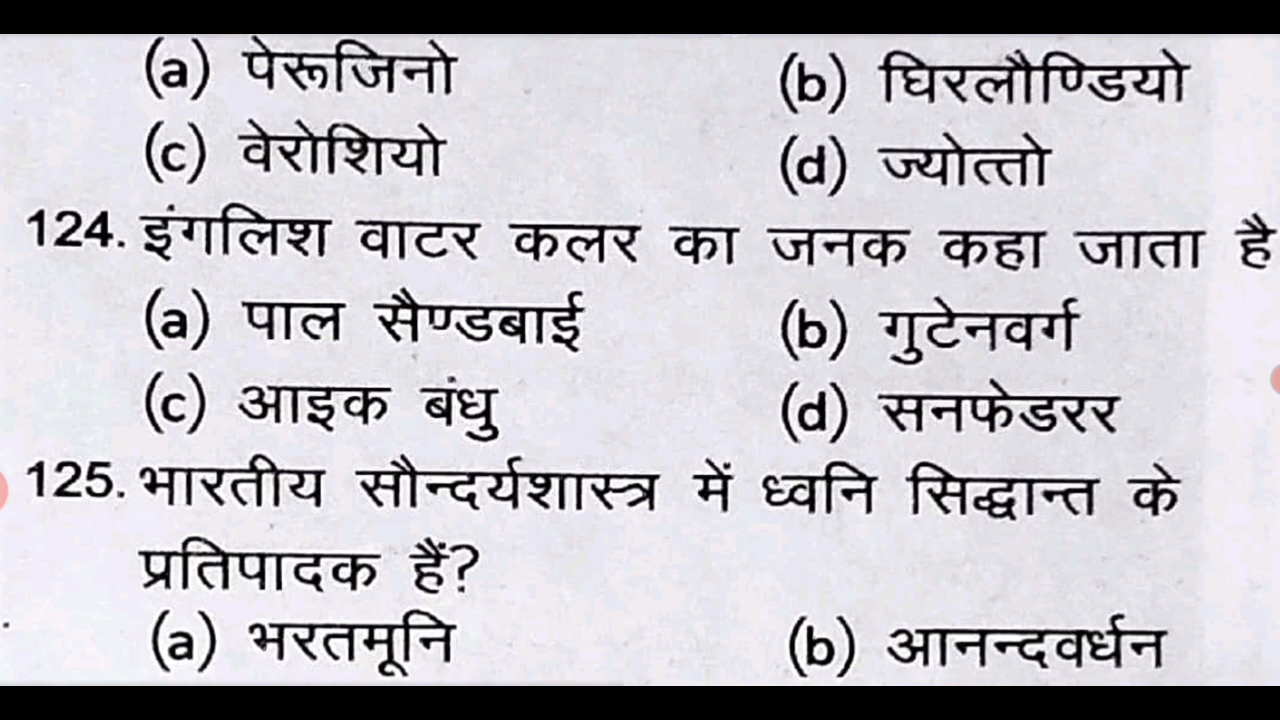 (a) पेरूजिनो (b) घिरलौण्डियो
(c) वेरोशियो (d) ज्योत्तो
124. इंगलिश वाटर कलर का जनक कहा जाता है
(a) पाल सैण्डबाई (b) गुटेनवर्ग
(c) आइक बंधु (d) सनफेडरर
125. भारतीय सौन्दर्यशास्त्र में ध्वनि सिद्धान्त के
प्रतिपादक हैं?
(a) भरतमूनि (b) आनन्दवर्धन